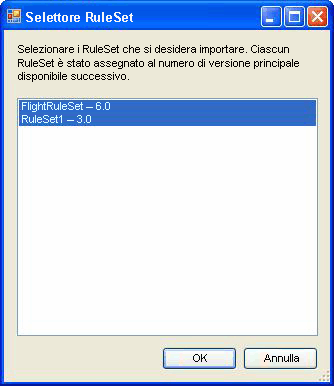 Selettore RuleSet
Selezionare i RuleSet che si desidera importare. Ciascun
RuleSet è stato assegnato al numero di versione principale
disponibile successivo.
FlightRuleSet -- 6.0
RuleSet1 -- 3.0
OK
Annulla